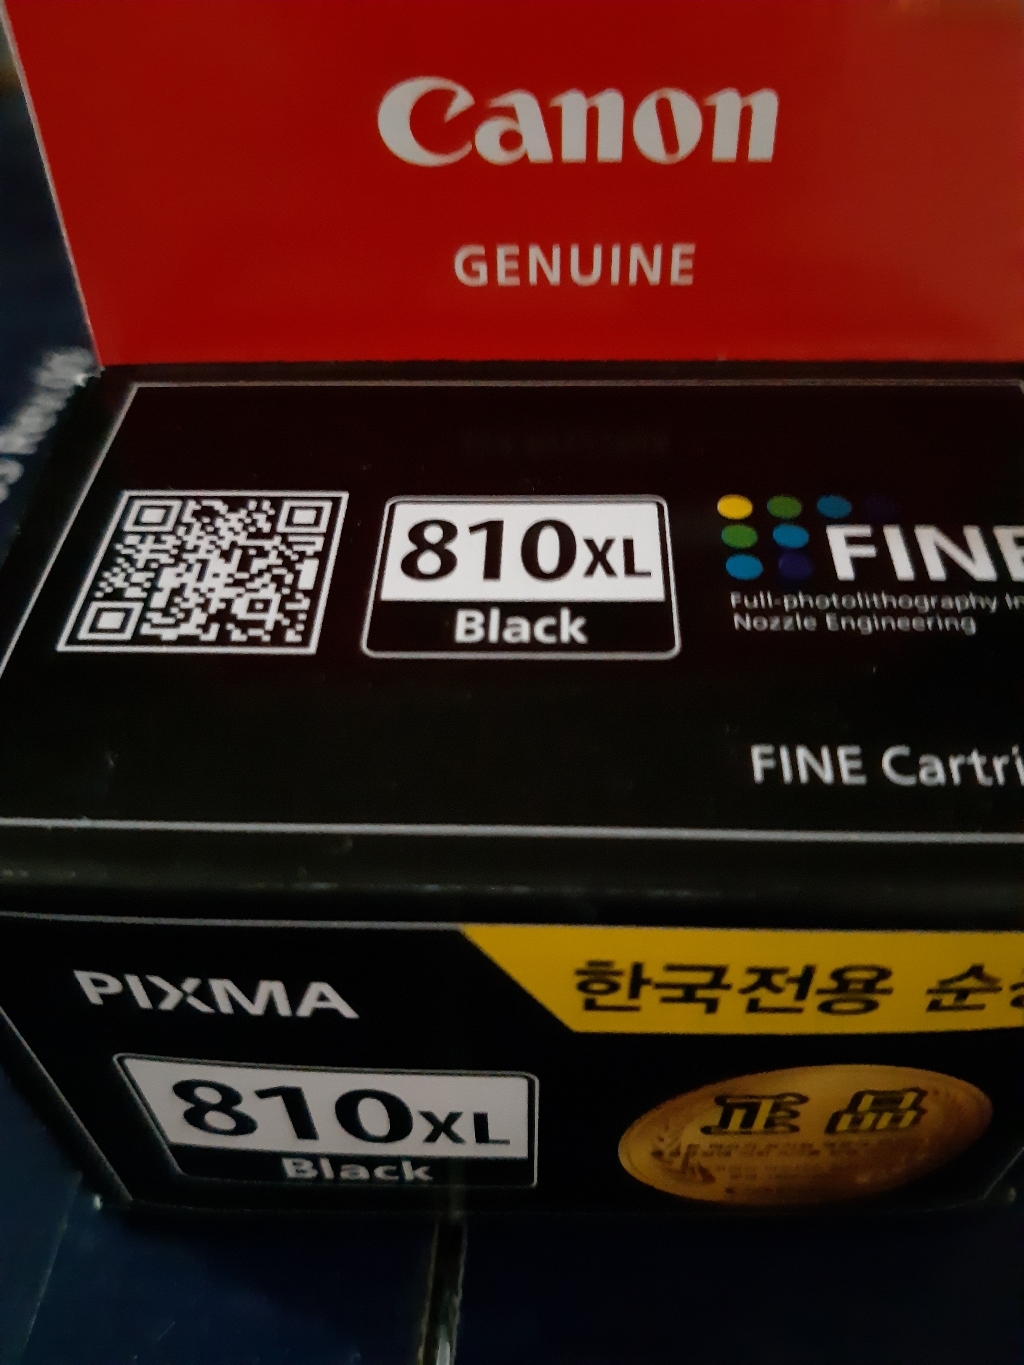 Canon
GENUINE
810XL
Black
FINE
Full-photolithography
Nozzle Engineering
FINE
PIXMA
한국전용
810XL
Black
正品